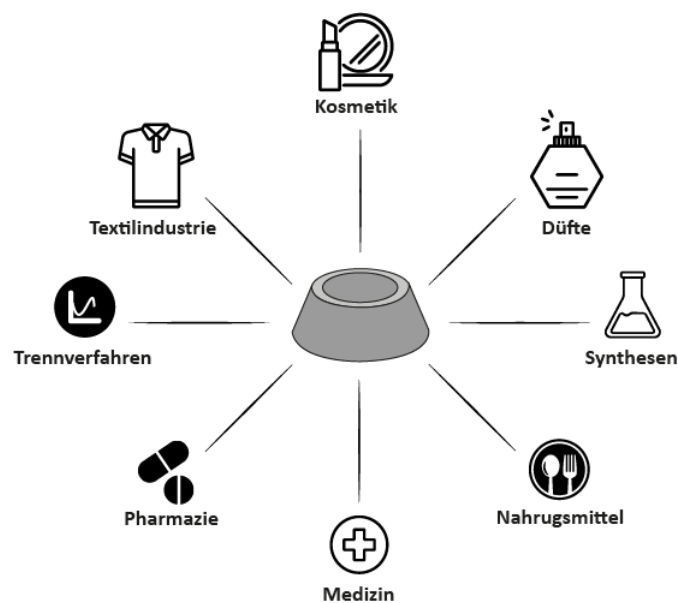 Kosmetik
Textilindustrie
Düfte
Trennverfahren
Synthesen
Pharmazie
Nahrugsmittel
Medizin